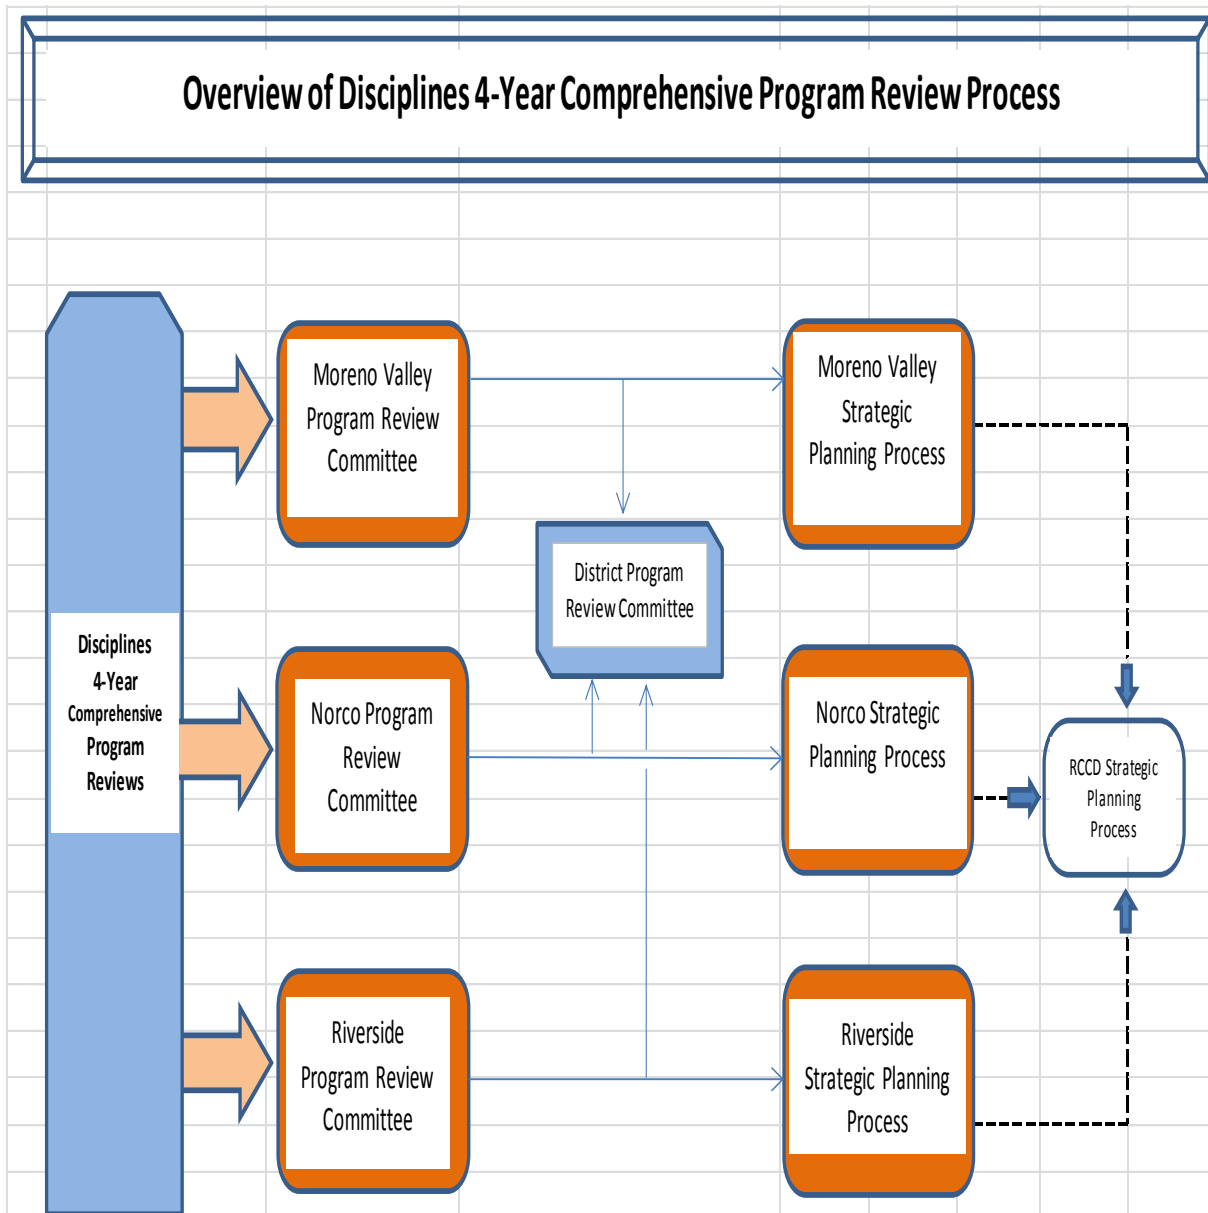 Overview of Disciplines 4-Year Comprehensive Program Review Process
Moreno Valley
Program Review
Committee
Moreno Valley
Strategic
Planning Process
District Program
Review Committee
Disciplines
4-Year
Comprehensive
Program
Reviews
Norco Program
Review
Committee
Norco Strategic
Planning Process
RCCD Strategic
Planning
Process
Riverside
Program Review
Committee
Riverside
Strategic Planning
Process